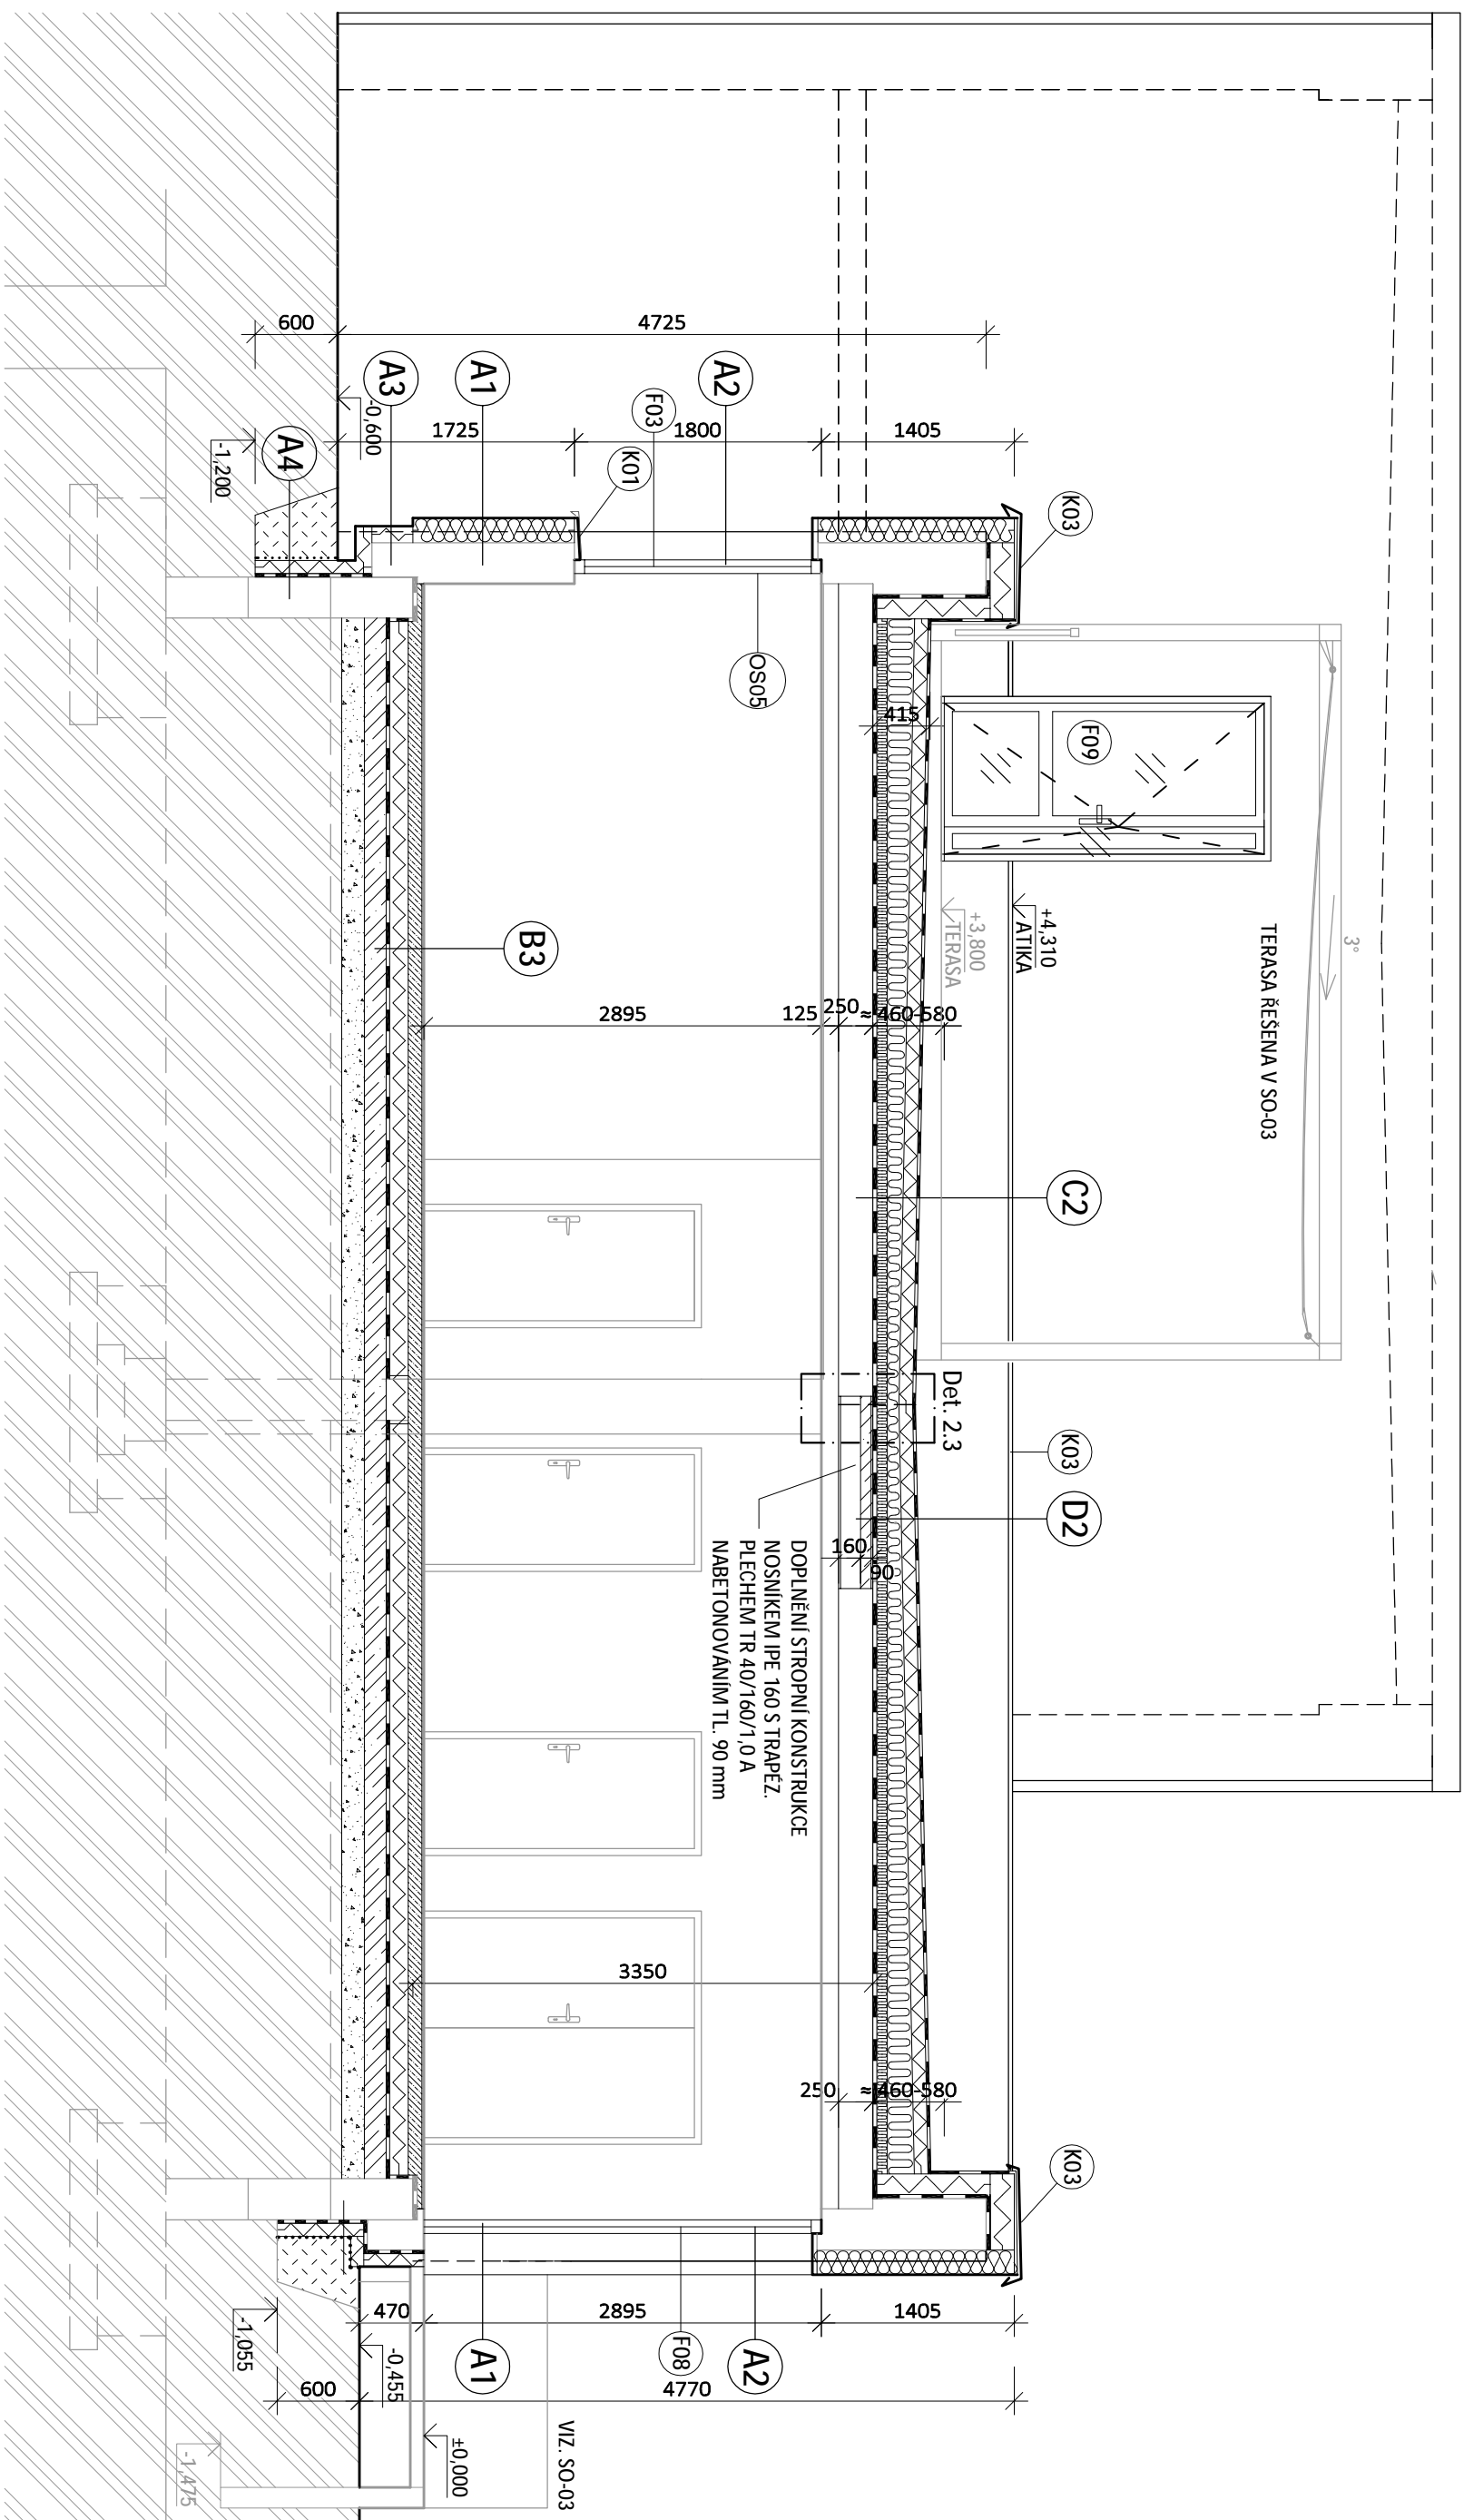 3°
TERASA ŘEŠENA V SO-03
+4,310
ATIKA
+3,800
TERASA
F09
K03
K03
K03
415
Det. 2.3
C2
D2
DOPLNĚNÍ STROPNÍ KONSTRUKCE
NOSNÍKEM IPE 160 S TRAPÉZ.
PLECHEM TR 40/160/1,0 A
NABETONOVÁNÍM TL. 90 mm
160
90
OS05
A2
F03
K01
A1
A3
A4
600
4725
1725
1800
1405
-0,600
-1,200
B3
2895
125
250
≈ 460-580
3350
250
≈ 460-580
470
2895
1405
600
4770
A2
F08
A1
-0,455
-1,055
±0,000
-1,475
VIZ. SO-03